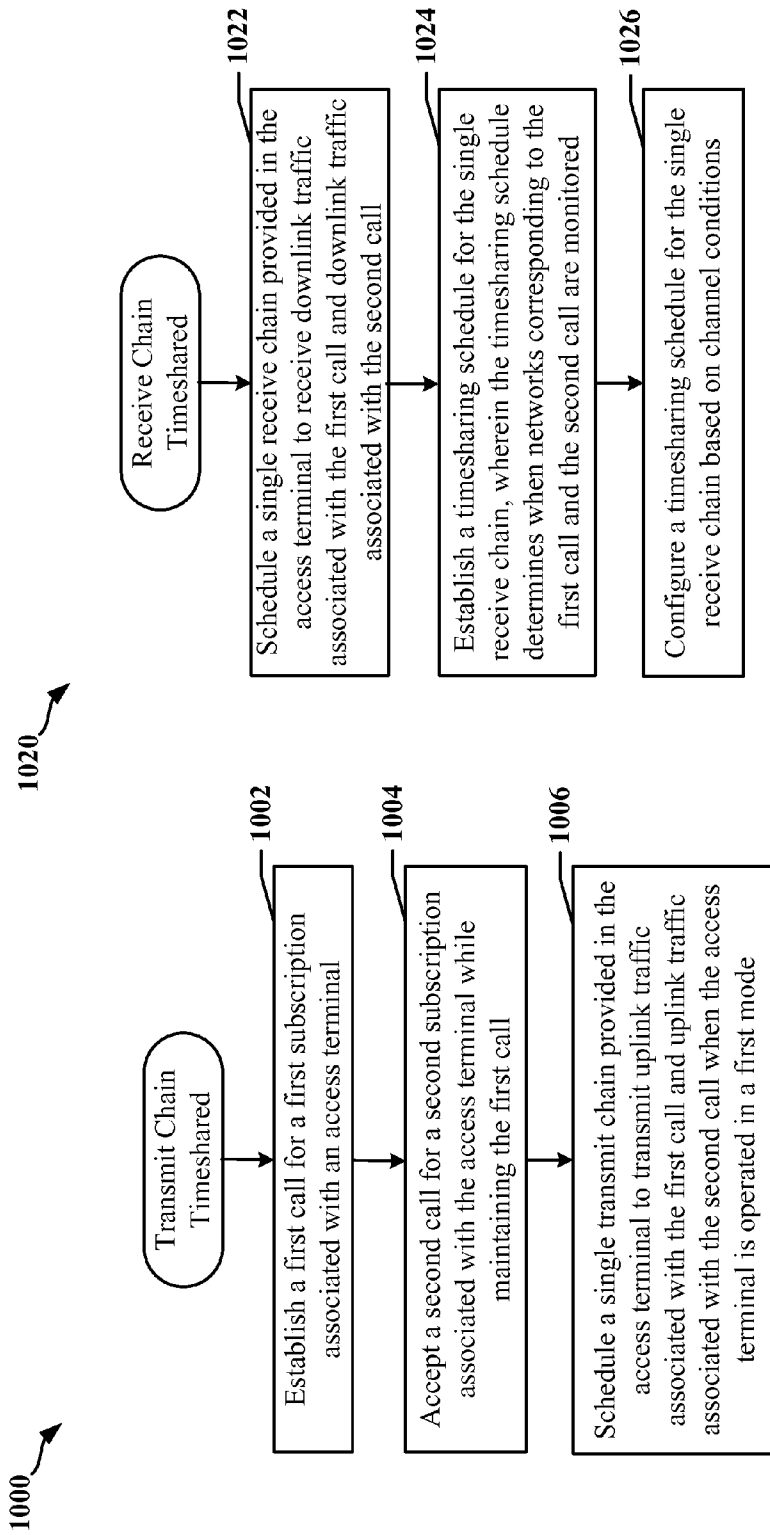 1000
Transmit Chain
Timeshared
1002
Establish a first call for a first subscription
associated with an access terminal
1004
Accept a second call for a second subscription
associated with the access terminal while
maintaining the first call
1006
Schedule a single transmit chain provided in the
access terminal to transmit uplink traffic
associated with the first call and uplink traffic
associated with the second call when the access
terminal is operated in a first mode
1020
Receive Chain
Timeshared
1022
Schedule a single receive chain provided in the
access terminal to receive downlink traffic
associated with the first call and downlink traffic
associated with the second call
1024
Establish a timesharing schedule for the single
receive chain, wherein the timesharing schedule
determines when networks corresponding to the
first call and the second call are monitored
1026
Configure a timesharing schedule for the single
receive chain based on channel conditions